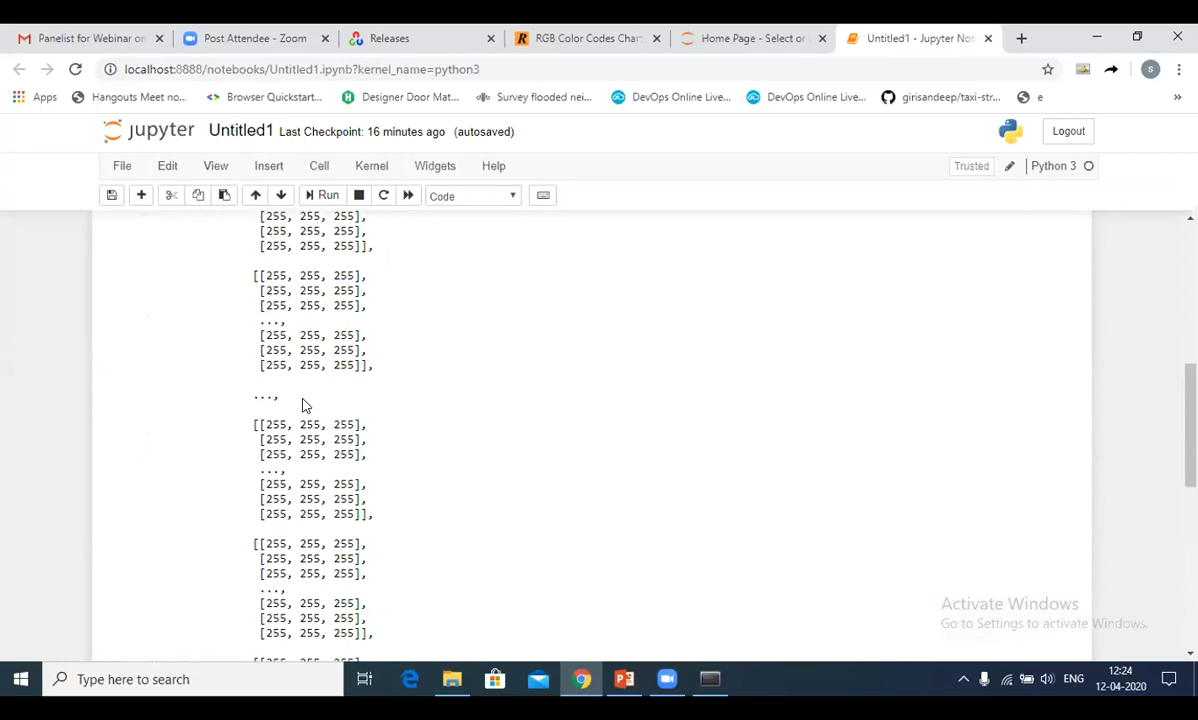 Panelist for Webinar on
Post Attendee - Zoom
Releases
RGB Color Codes Char
Home Page - Select or
Untitled1 - Jupyter Not
localhost:8888/notebooks/Untitled1.ipynb?kernel_name=python3
Apps
Hangouts Meet no...
Browser Quickstart...
Designer Door Mat...
Survey flooded nei...
DevOps Online Live...
DevOps Online Live...
girisandeep/taxi-str...
e
»
jupyter Untitled1 Last Checkpoint: 16 minutes ago (autosaved)
Logout
File Edit View Insert Cell Kernel Widgets Help
Trusted
Python 3
Run
Code
[255, 255, 255],
[255, 255, 255],
[255, 255, 255]],
[[255, 255, 255],
[255, 255, 255],
[255, 255, 255],
...,
[255, 255, 255],
[255, 255, 255],
[255, 255, 255]],
...,
[[255, 255, 255],
[255, 255, 255],
[255, 255, 255],
...,
[255, 255, 255],
[255, 255, 255],
[255, 255, 255]],
[[255, 255, 255],
[255, 255, 255],
[255, 255, 255],
...,
[255, 255, 255],
[255, 255, 255],
[255, 255, 255]],
Activate Windows
Go to Settings to activate Windows.
Type here to search
ENG
12:24
12-04-2020